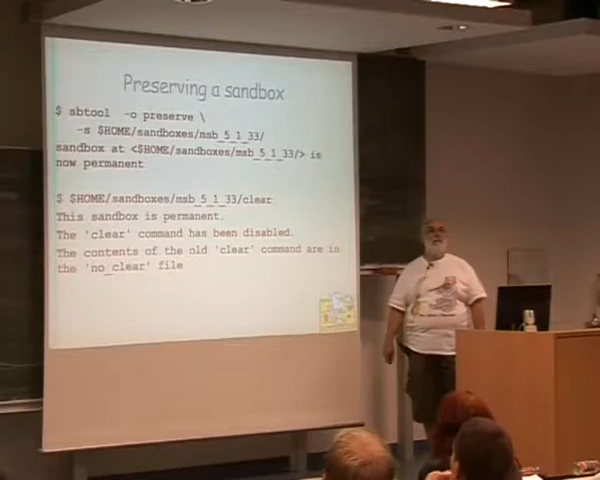 Preserving a sandbox
$ sbtool -o preserve \
-s $HOME/sandboxes/msb_5_1_33/
sandbox at <$HOME/sandboxes/msb_5_1_33/> is
now permanent
$ $HOME/sandboxes/msb_5_1_33/clear
This sandbox is permanent.
The 'clear' command has been disabled.
The contents of the old 'clear' command are in
the 'no_clear' file